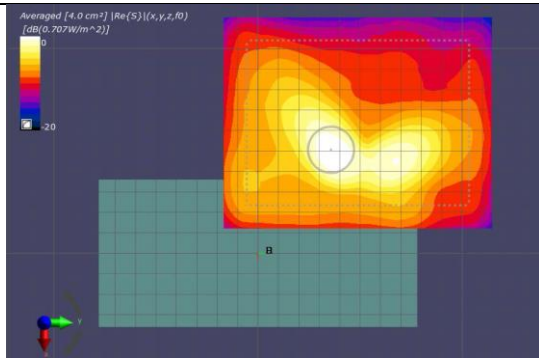 Averaged [4.0 cm²] |Re{S}|(x,y,z,f0)
[dB(0.707W/m^2)]
0
-20
B
y